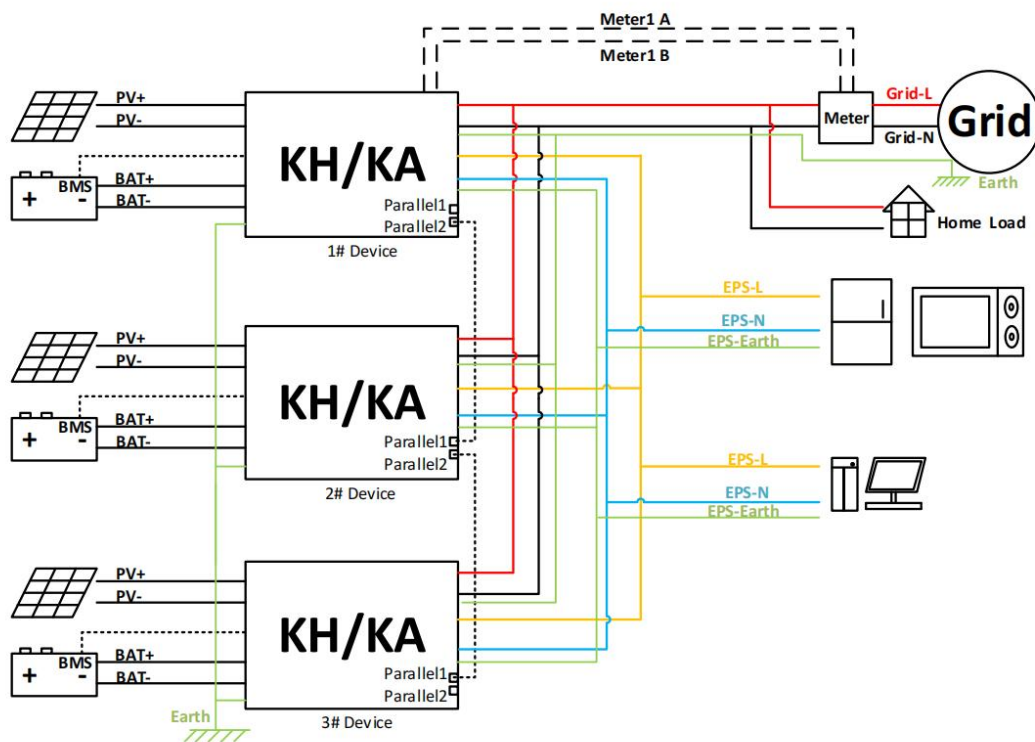 Meter1 A
Meter1 B
PV+
PV-
BMS
+
-
BAT+
BAT-
KH/KA
Parallel1
Parallel2
1# Device
Meter
Grid-L
Grid-N
Grid
Earth
Home Load
EPS-L
EPS-N
EPS-Earth
PV+
PV-
BMS
+
-
BAT+
BAT-
KH/KA
Parallel1
Parallel2
2# Device
EPS-L
EPS-N
EPS-Earth
PV+
PV-
BMS
+
-
BAT+
BAT-
KH/KA
Parallel1
Parallel2
3# Device
Earth